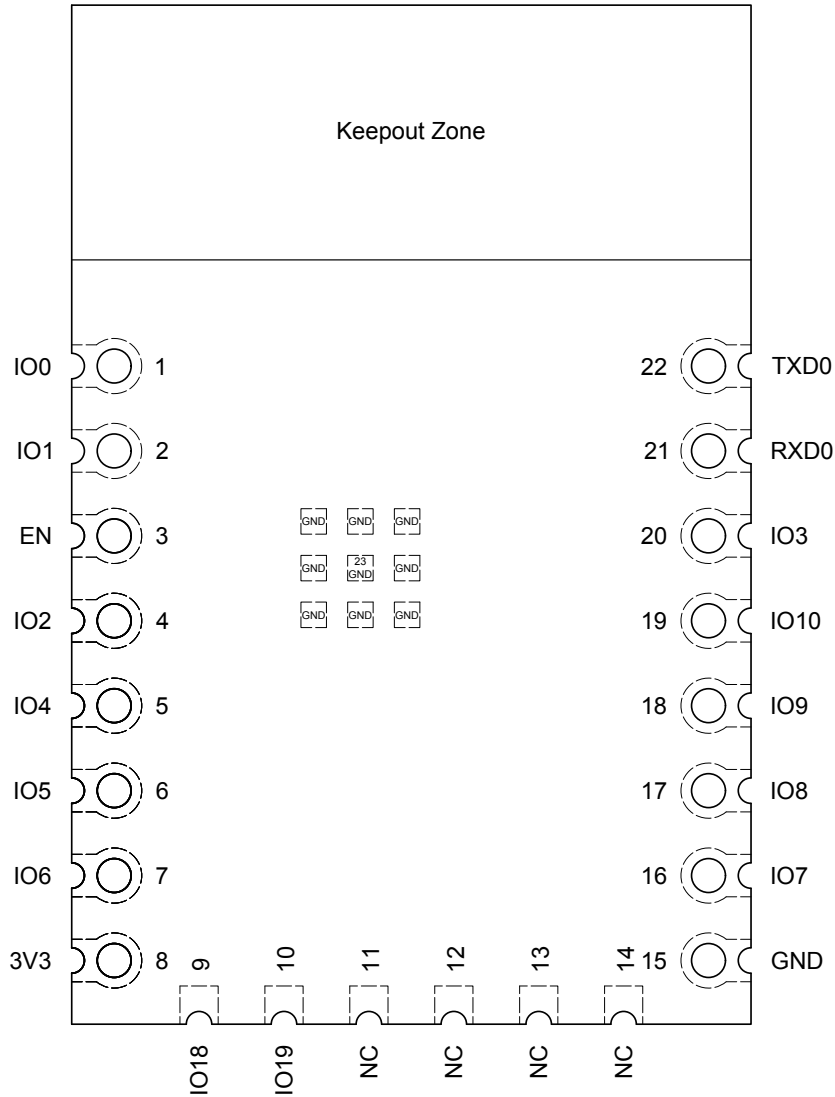 Keepout Zone
IO0 1 22 TXD0
IO1 2 21 RXD0
GND GND GND
EN 3 20 IO3
GND 23 GND
GND
GND GND GND
IO2 4 19 IO10
IO4 5 18 IO9
IO5 6 17 IO8
IO6 7 16 IO7
3V3 8 9 10 11 12 13 14 15 GND
IO18 IO19 NC NC NC NC